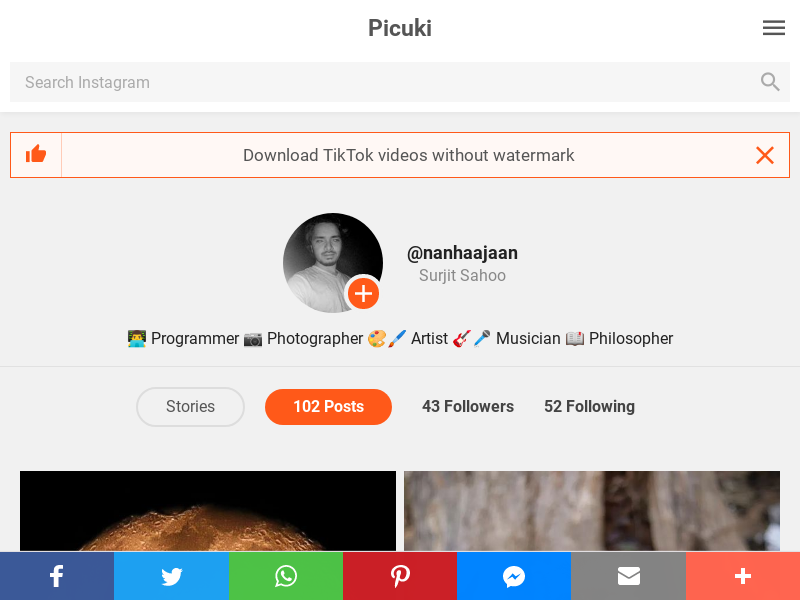 Picuki
Search Instagram
Download TikTok videos without watermark
@nanhaajaan
Surjit Sahoo
👨‍💻 Programmer 📷 Photographer 🎨🖌️ Artist 🎸🎤 Musician 📖 Philosopher
Stories 102 Posts 43 Followers 52 Following